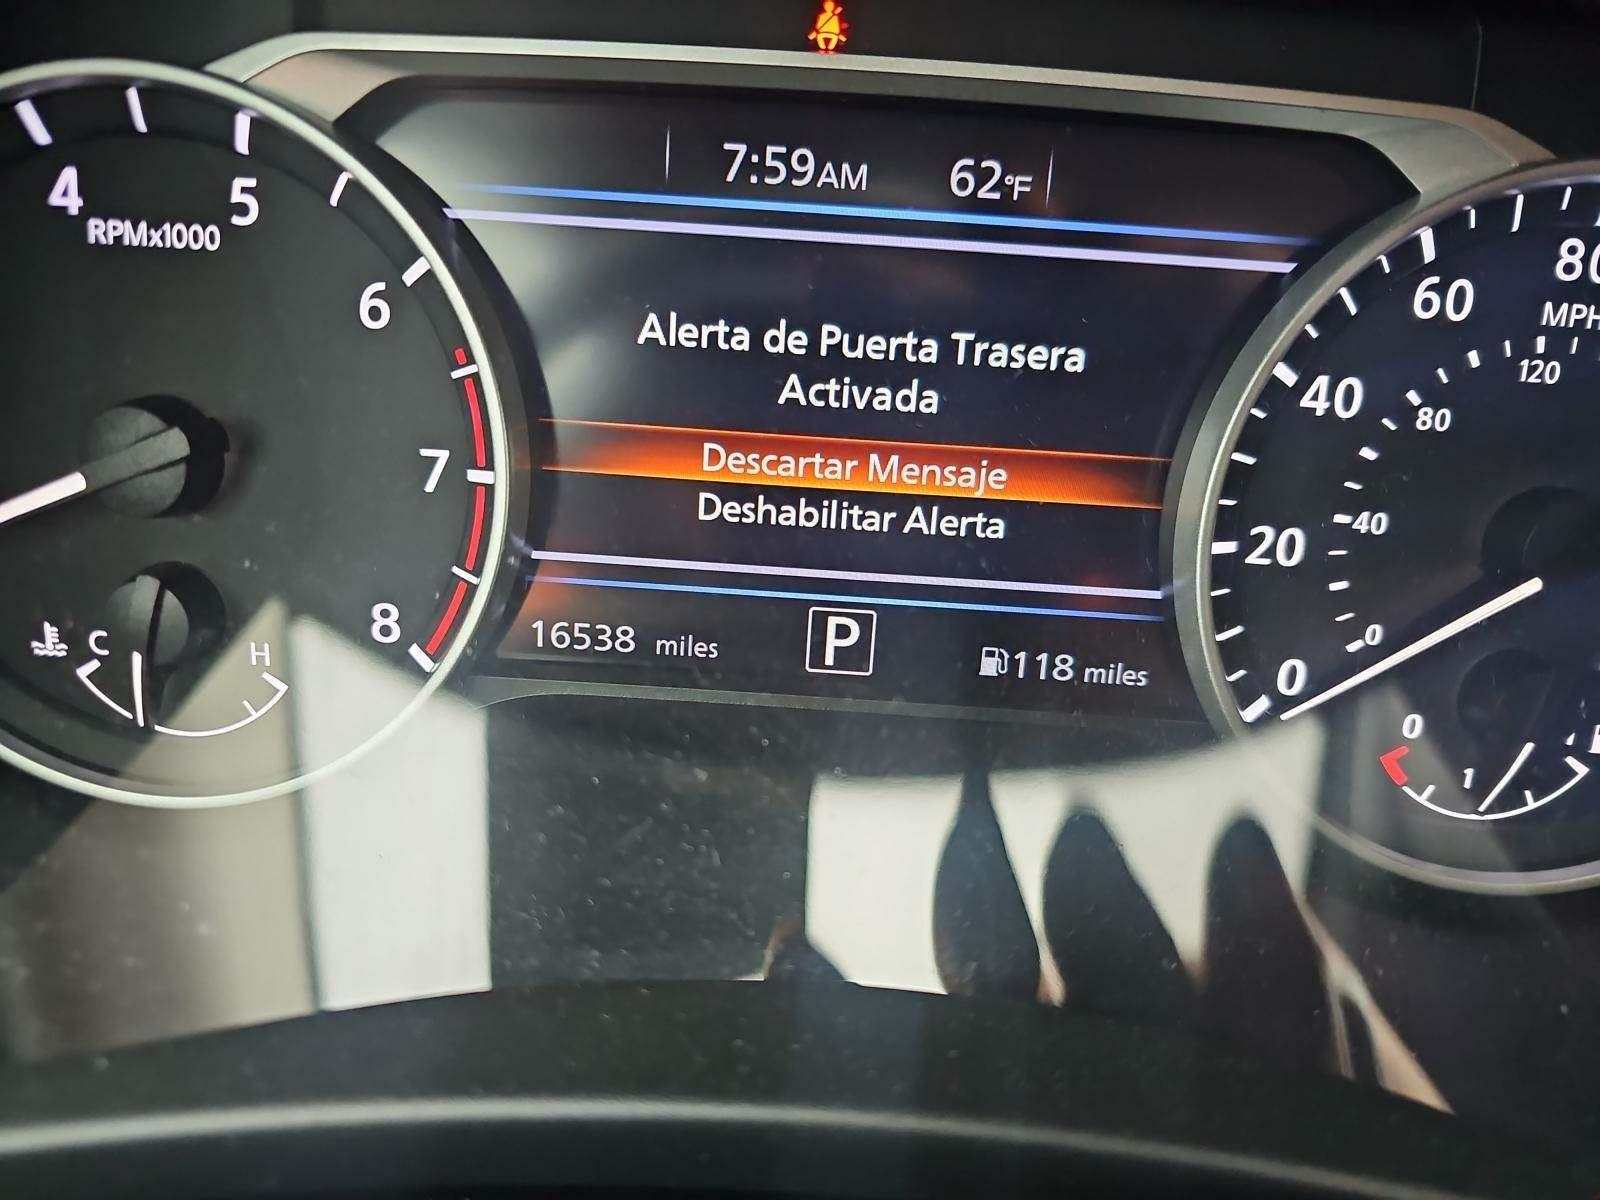 7:59AM 62°F
4
5
RPMx1000
6
7
8
C
H
Alerta de Puerta Trasera
Activada
Descartar Mensaje
Deshabilitar Alerta
16538 miles
P
118 miles
80
60
MPH
120
40
80
20
40
0
0
0
1